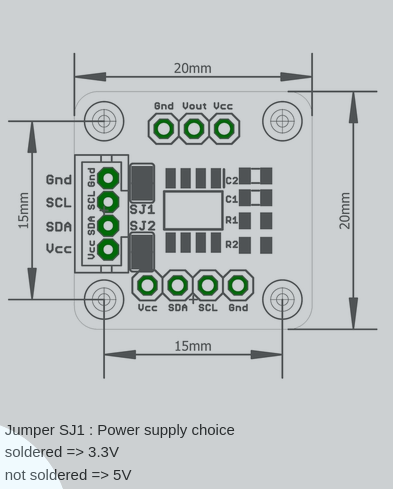 20mm
Gnd Vout Vcc
Gnd Gnd
SCL SCL
SDA SDA
Vcc Vcc
SJ1
SJ2
C2
C1
R1
R2
15mm
20mm
Vcc SDA SCL Gnd
15mm
Jumper SJ1 : Power supply choice
soldered => 3.3V
not soldered => 5V